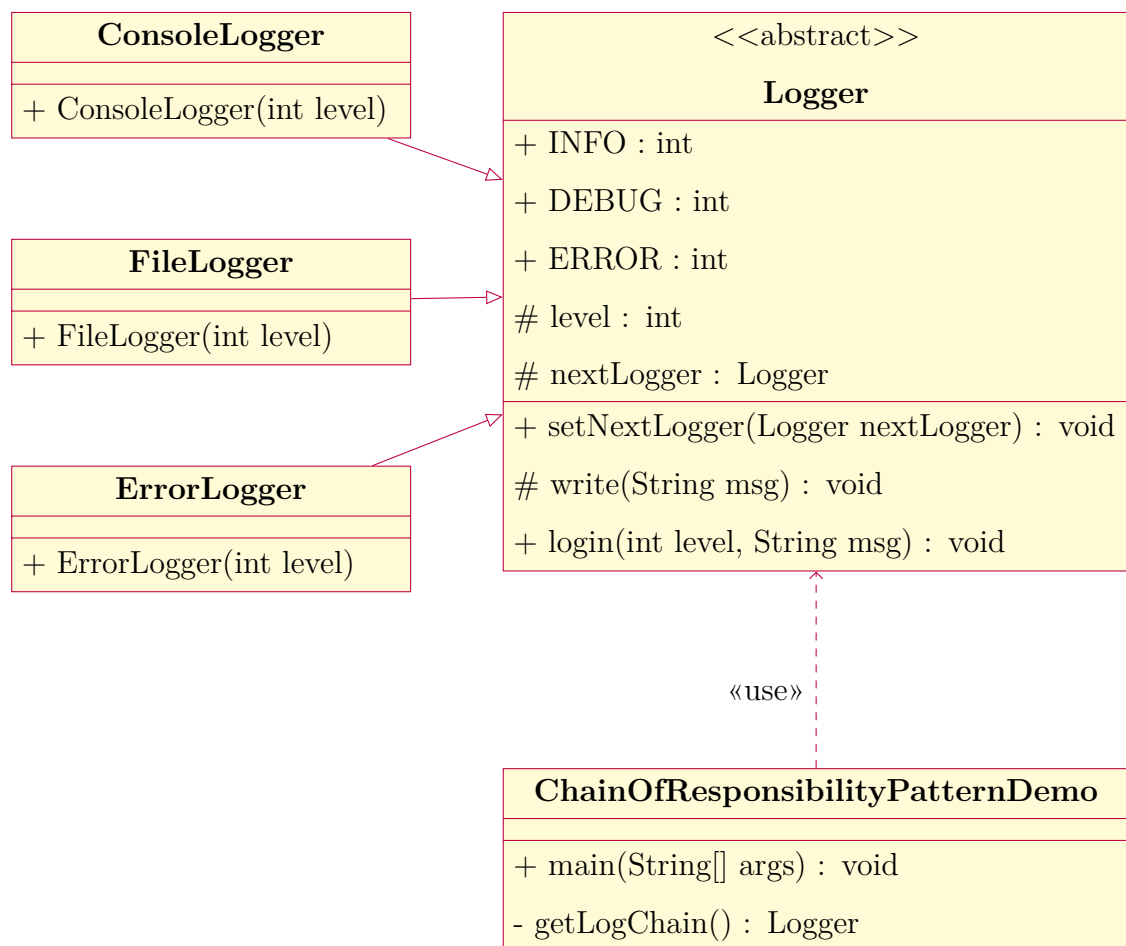 ConsoleLogger
+ ConsoleLogger(int level)
FileLogger
+ FileLogger(int level)
ErrorLogger
+ ErrorLogger(int level)
<<abstract>>
Logger
+ INFO : int
+ DEBUG : int
+ ERROR : int
# level : int
# nextLogger : Logger
+ setNextLogger(Logger nextLogger) : void
# write(String msg) : void
+ login(int level, String msg) : void
«use»
ChainOfResponsibilityPatternDemo
+ main(String[] args) : void
- getLogChain() : Logger